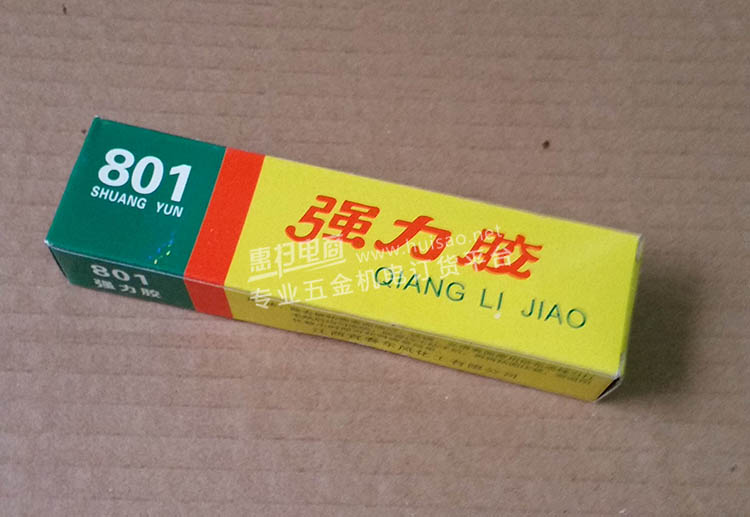 801
SHUANG YUN
强力胶
QIANG LI JIAO
惠扫电商 www.huisao.net
专业五金机电订货平台
801
强力胶